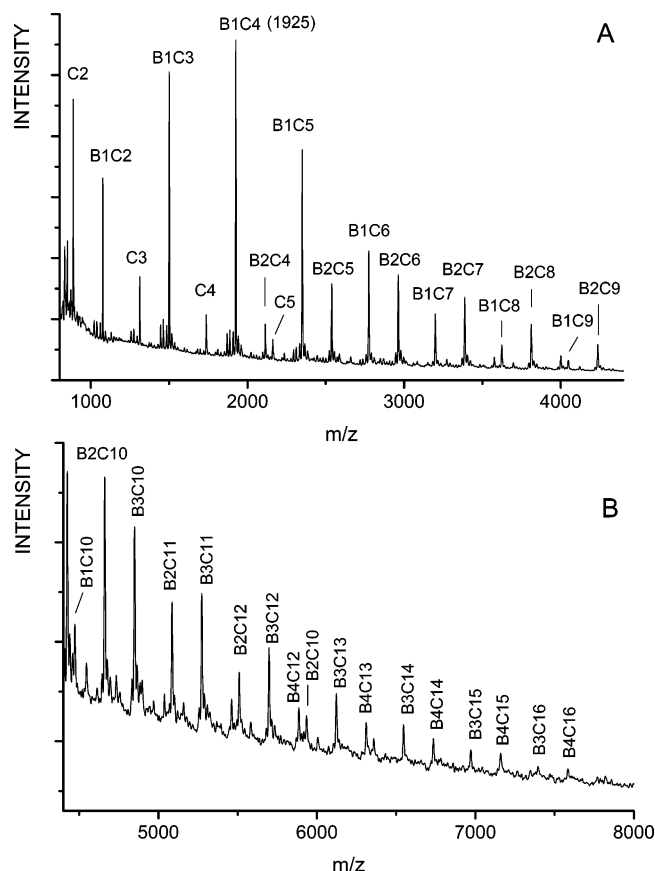 INTENSITY
A
C2
B1C2
C3
B1C3
C4
B1C4 (1925)
B2C4
C5
B1C5
B2C5
B1C6
B2C6
B1C7
B2C7
B1C8
B2C8
B1C9
B2C9
1000 2000 3000 4000
m/z
INTENSITY
B
B2C10
B1C10
B3C10
B2C11
B3C11
B2C12
B3C12
B4C12
B2C10
B3C13
B4C13
B3C14
B4C14
B3C15
B4C15
B3C16
B4C16
5000 6000 7000 8000
m/z